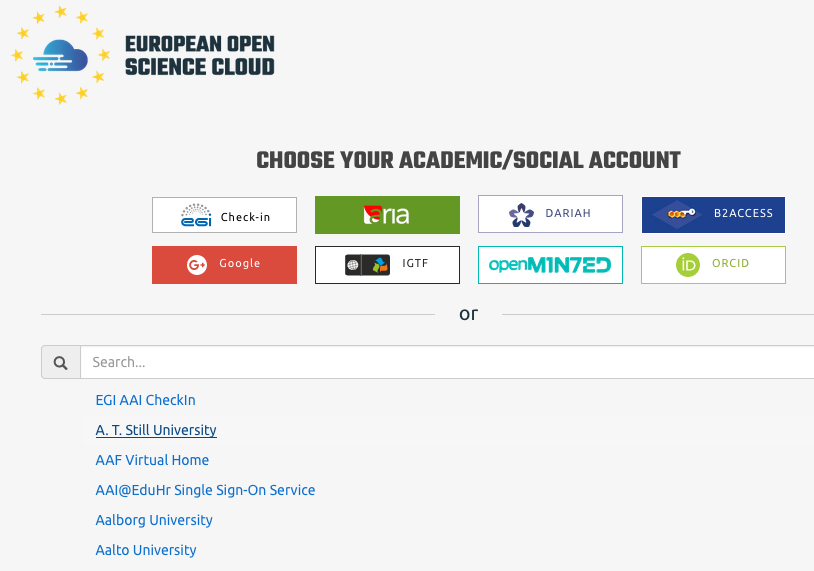 EUROPEAN OPEN
SCIENCE CLOUD
CHOOSE YOUR ACADEMIC/SOCIAL ACCOUNT
eGI Check-in
aria
DARIAH
B2ACCESS
G+ Google
IGTF
openM1N7ED
iD ORCID
or
Search...
EGI AAI CheckIn
A. T. Still University
AAF Virtual Home
AAI@EduHr Single Sign-On Service
Aalborg University
Aalto University